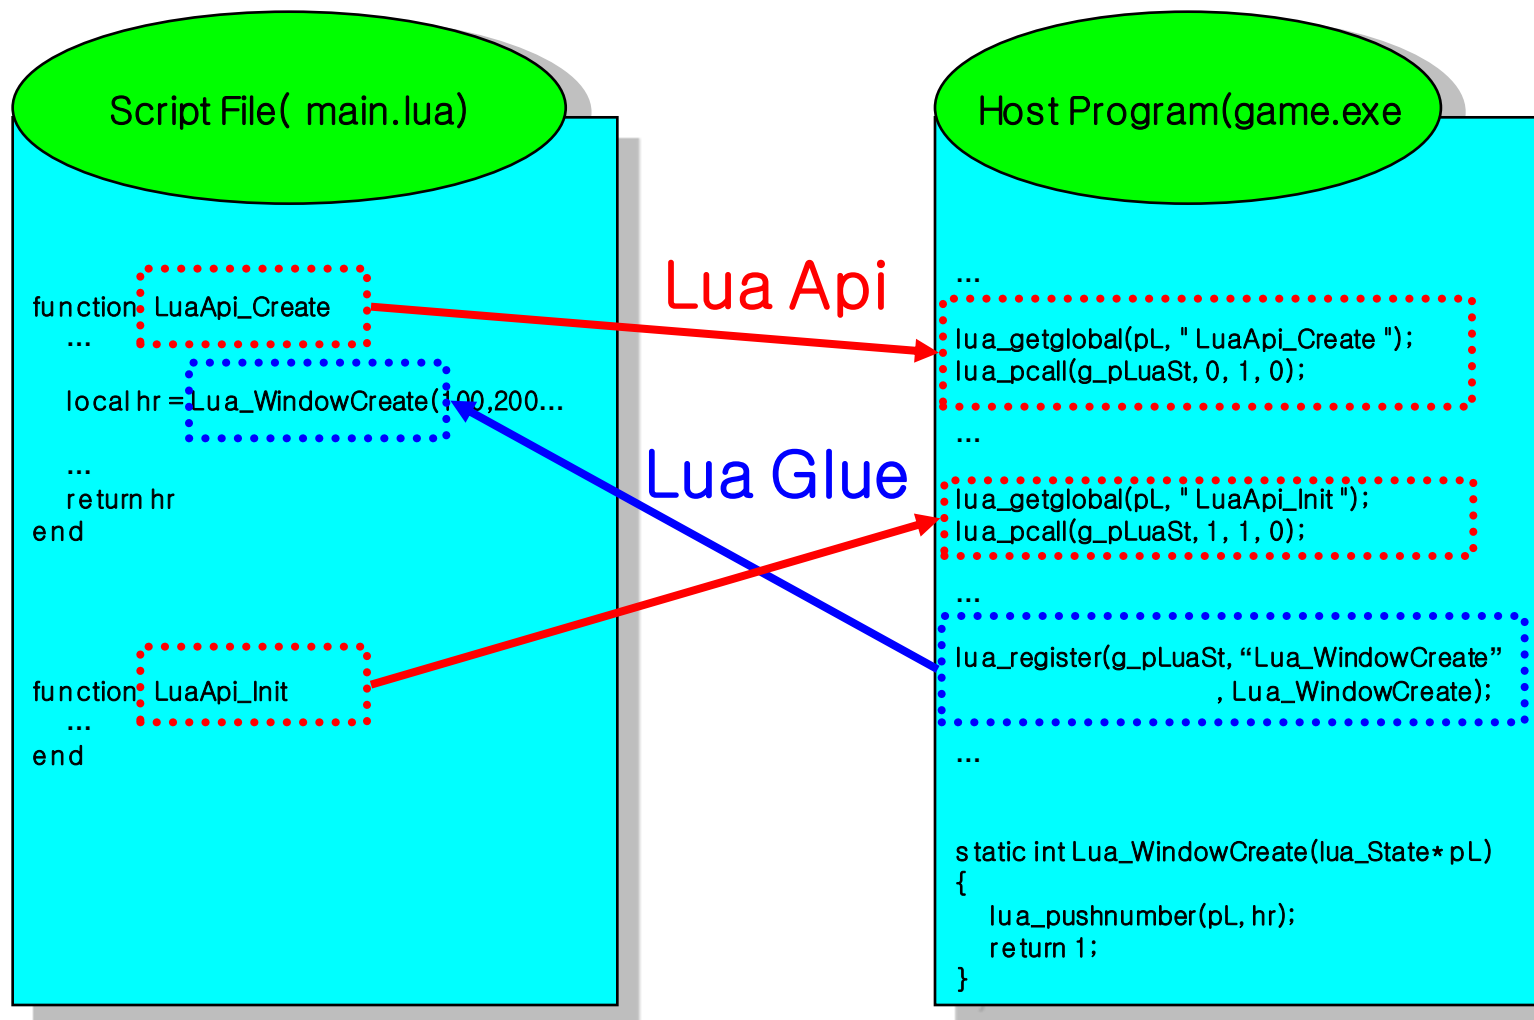 Script File( main.lua)
function LuaApi_Create
...
local hr = Lua_WindowCreate(100,200...
...
return hr
end
function LuaApi_Init
...
end
Lua Api
Lua Glue
Host Program(game.exe
...
lua_getglobal(pL, " LuaApi_Create ");
lua_pcall(g_pLuaSt, 0, 1, 0);
...
lua_getglobal(pL, " LuaApi_Init ");
lua_pcall(g_pLuaSt, 1, 1, 0);
...
lua_register(g_pLuaSt, “Lua_WindowCreate”
, Lua_WindowCreate);
...
static int Lua_WindowCreate(lua_State* pL)
{
lua_pushnumber(pL, hr);
return 1;
}